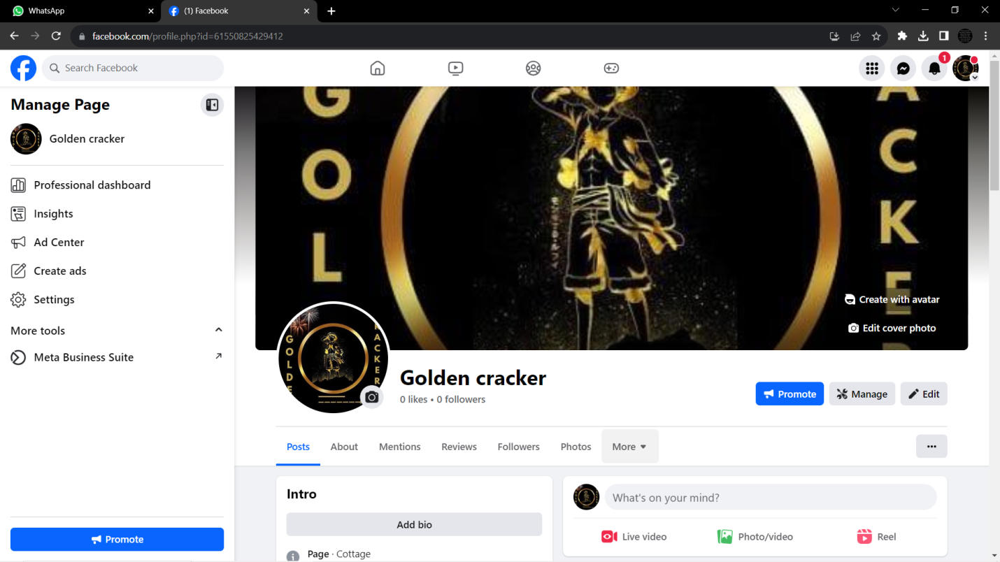 WhatsApp
(1) Facebook
facebook.com/profile.php?id=61550825429412
Search Facebook
1
Manage Page
Golden cracker
Professional dashboard
Insights
Ad Center
Create ads
Settings
More tools
Meta Business Suite
Promote
G
O
L
A
C
K
E
Create with avatar
Edit cover photo
GOLDE
ACKER
Golden cracker
0 likes • 0 followers
Promote
Manage
Edit
Posts
About
Mentions
Reviews
Followers
Photos
More
Intro
Add bio
Page · Cottage
What's on your mind?
Live video
Photo/video
Reel